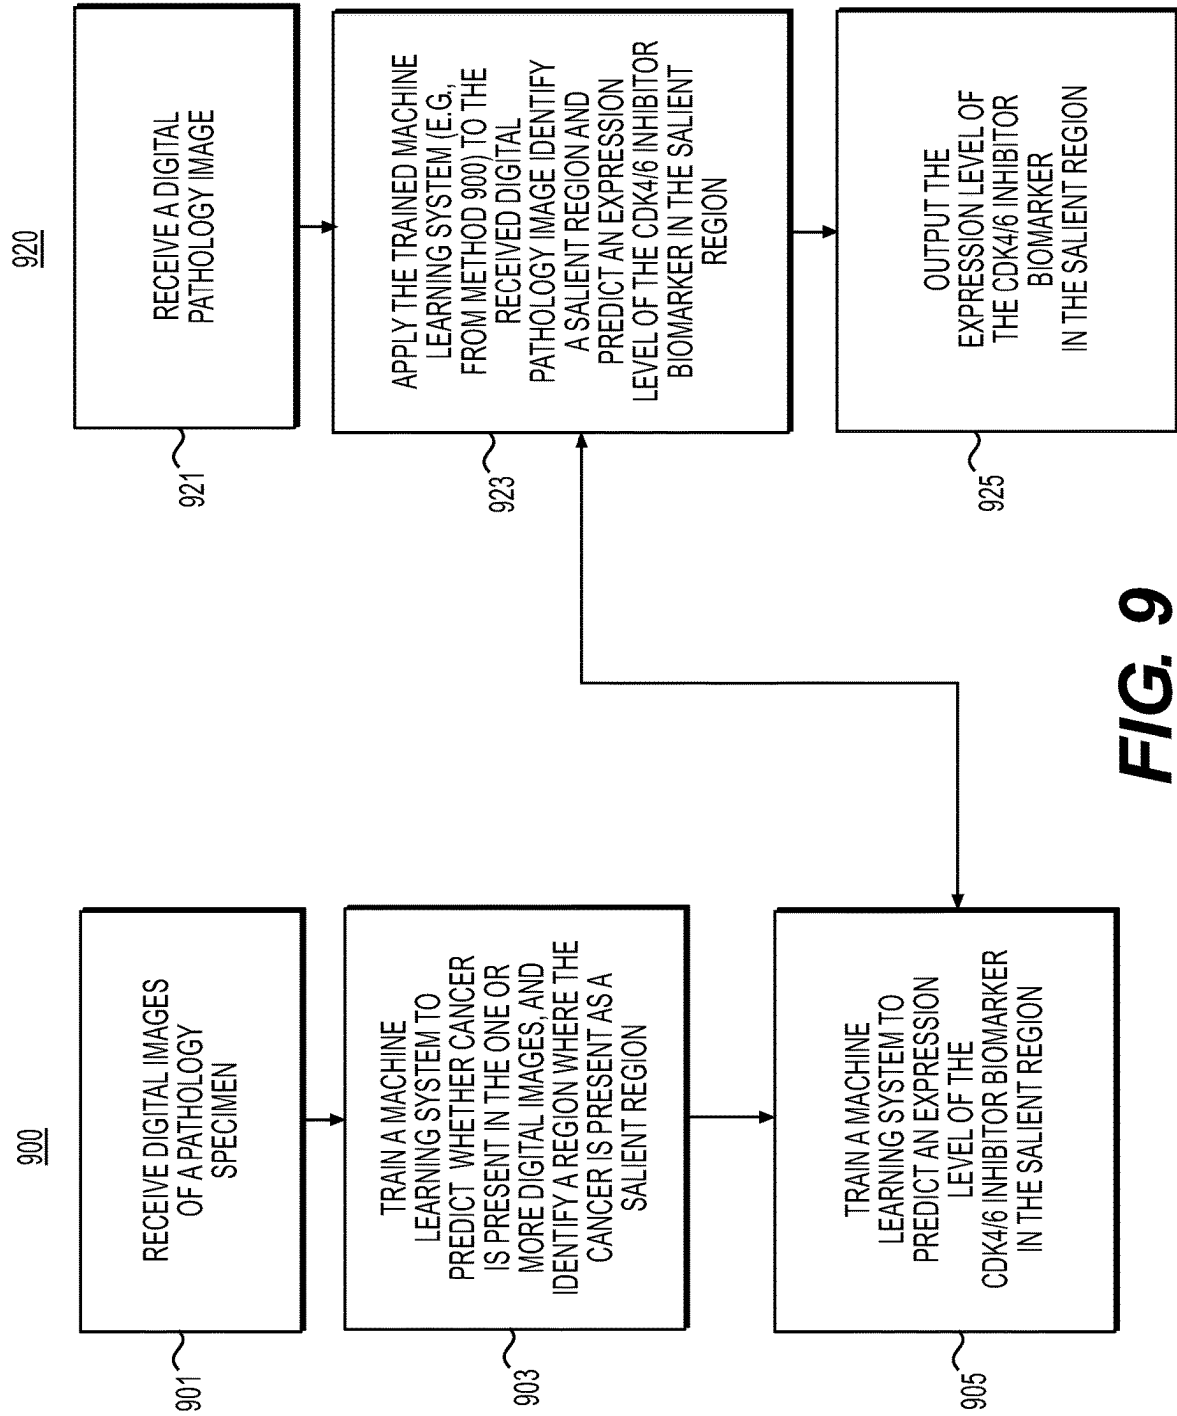 900
901
RECEIVE DIGITAL IMAGES
OF A PATHOLOGY
SPECIMEN
903
TRAIN A MACHINE
LEARNING SYSTEM TO
PREDICT WHETHER CANCER
IS PRESENT IN THE ONE OR
MORE DIGITAL IMAGES, AND
IDENTIFY A REGION WHERE THE
CANCER IS PRESENT AS A
SALIENT REGION
905
TRAIN A MACHINE
LEARNING SYSTEM TO
PREDICT AN EXPRESSION
LEVEL OF THE
CDK4/6 INHIBITOR BIOMARKER
IN THE SALIENT REGION
920
921
RECEIVE A DIGITAL
PATHOLOGY IMAGE
923
APPLY THE TRAINED MACHINE
LEARNING SYSTEM (E.G.,
FROM METHOD 900) TO THE
RECEIVED DIGITAL
PATHOLOGY IMAGE IDENTIFY
A SALIENT REGION AND
PREDICT AN EXPRESSION
LEVEL OF THE CDK4/6 INHIBITOR
BIOMARKER IN THE SALIENT
REGION
925
OUTPUT THE
EXPRESSION LEVEL OF
THE CDK4/6 INHIBITOR
BIOMARKER
IN THE SALIENT REGION
FIG. 9